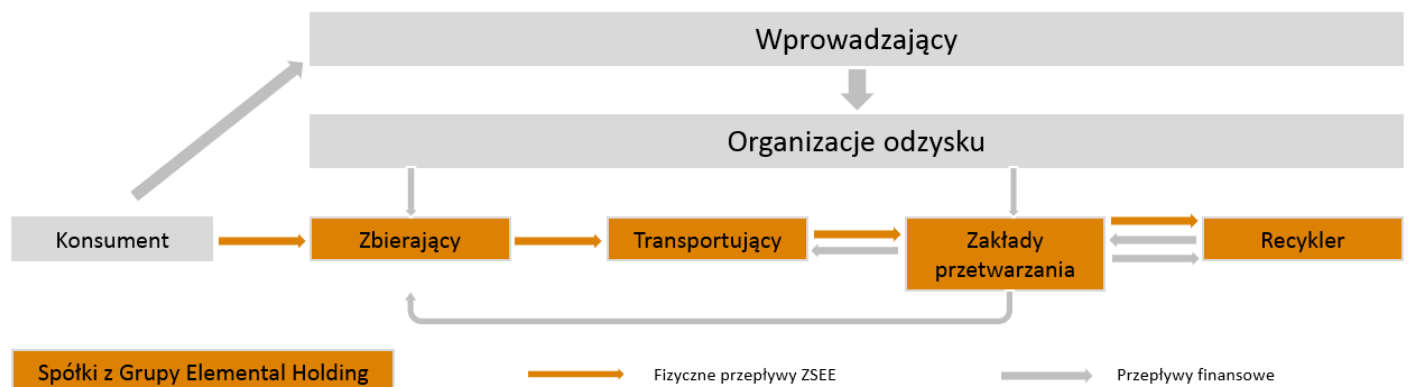 Wprowadzający
Organizacje odzysku
Konsument
Zbierający
Transportujący
Zakłady
przetwarzania
Recykler
Spółki z Grupy Elemental Holding
Fizyczne przepływy ZSEE
Przepływy finansowe